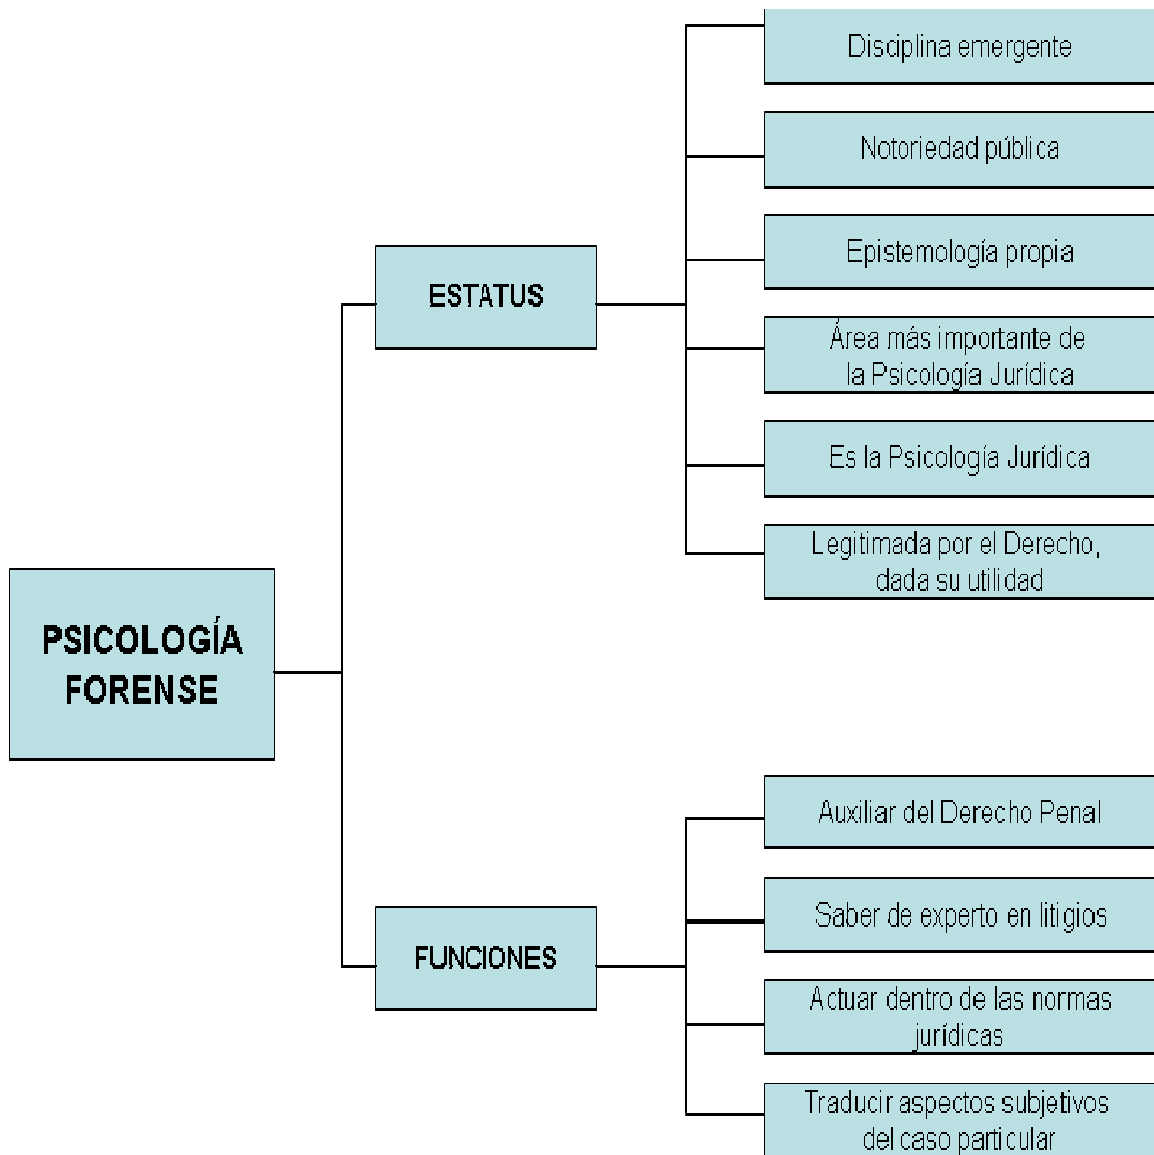 PSICOLOGÍA
FORENSE
ESTATUS
Disciplina emergente
Notoriedad pública
Epistemología propia
Área más importante de
la Psicología Jurídica
Es la Psicología Jurídica
Legitimada por el Derecho,
dada su utilidad
FUNCIONES
Auxiliar del Derecho Penal
Saber de experto en litigios
Actuar dentro de las normas
jurídicas
Traducir aspectos subjetivos
del caso particular